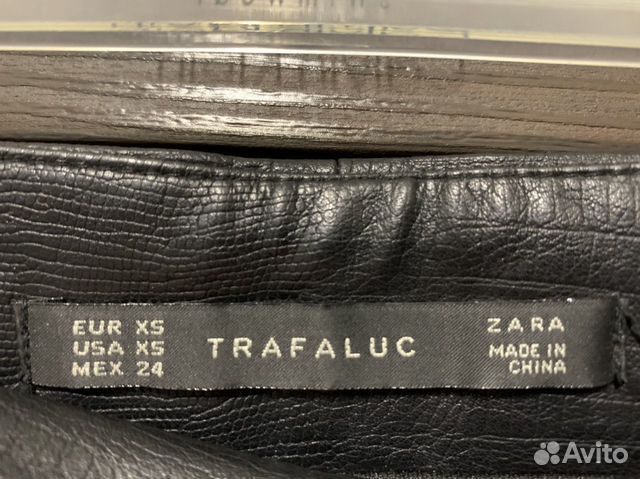 EUR XS
USA XS
MEX 24
TRAFALUC
ZARA
MADE IN
CHINA
Avito